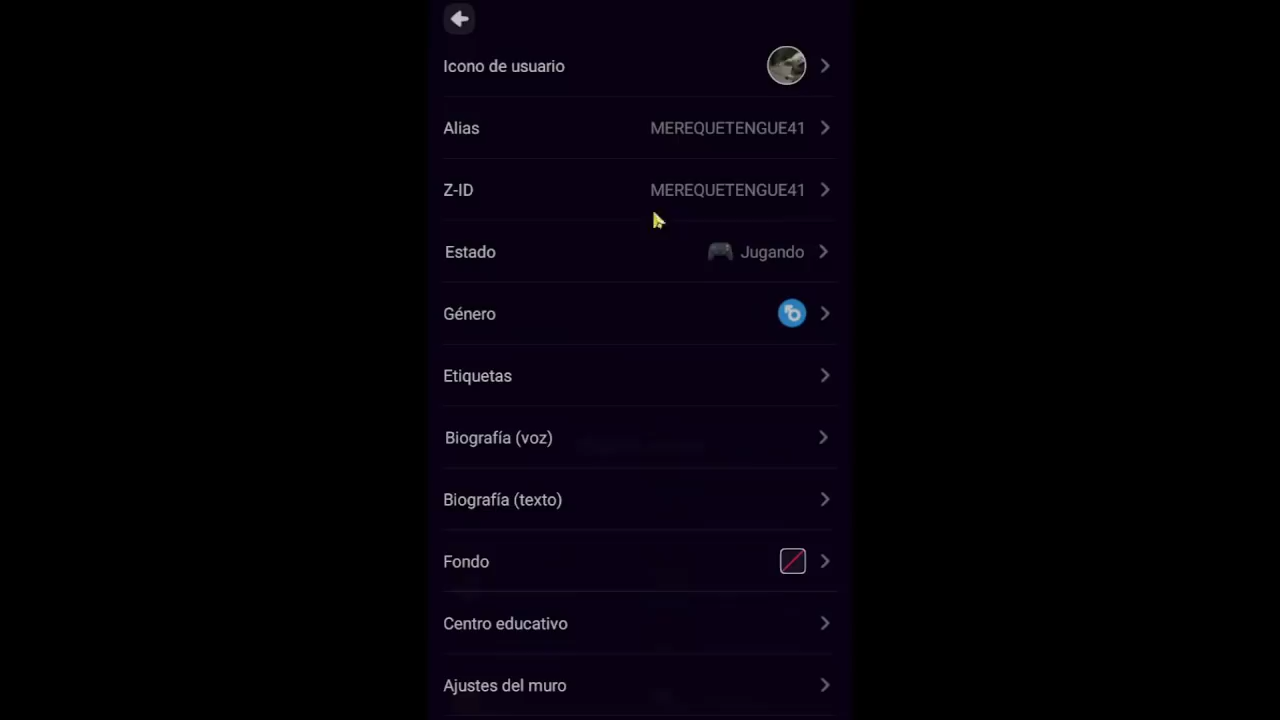 Icono de usuario
Alias MEREQUETENGUE41
Z-ID MEREQUETENGUE41
Estado Jugando
Género
Etiquetas
Biografía (voz)
Biografía (texto)
Fondo
Centro educativo
Ajustes del muro